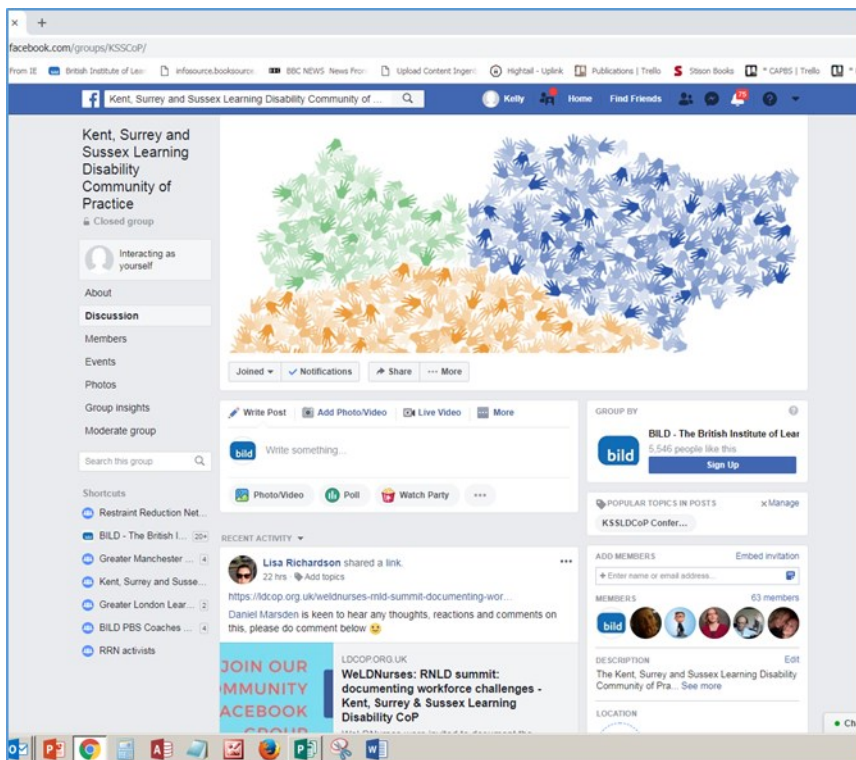 × +
facebook.com/groups/KSSCoP/
From IE British Institute of Lear infosource.booksource. BBC NEWS News Fron Upload Content Ingen Hightail - Uplink Publications | Trello Stison Books * CAPBS | Trello
Kent, Surrey and Sussex Learning Disability Community of ... Kelly Home Find Friends 75
Kent, Surrey and
Sussex Learning
Disability
Community of
Practice
Closed group
Interacting as
yourself
About
Discussion
Members
Events
Photos
Group insights
Moderate group
Search this group
Shortcuts
Restraint Reduction Net...
BILD - The British I... 20+
Greater Manchester ... 4
Kent, Surrey and Susse...
Greater London Lear... 2
BILD PBS Coaches ... 4
RRN activists
Joined Notifications Share ... More
Write Post Add Photo/Video Live Video More
bild Write something...
Photo/Video Poll Watch Party ...
RECENT ACTIVITY
Lisa Richardson shared a link.
22 hrs · Add topics
https://ldcop.org.uk/weldnurses-rnld-summit-documenting-wor...
Daniel Marsden is keen to hear any thoughts, reactions and comments on
this, please do comment below
JOIN OUR
MMUNITY
ACEBOOK
GROUP
LDCOP.ORG.UK
WeLDNurses: RNLD summit:
documenting workforce challenges -
Kent, Surrey & Sussex Learning
Disability CoP
WeLDNurses were invited to document the
GROUP BY
bild
BILD - The British Institute of Lear
5,546 people like this
Sign Up
POPULAR TOPICS IN POSTS × Manage
KSSLDCoP Confer...
ADD MEMBERS Embed invitation
+ Enter name or email address...
MEMBERS 63 members
bild
DESCRIPTION Edit
The Kent, Surrey and Sussex Learning Disability
Community of Pra... See more
LOCATION
Ch